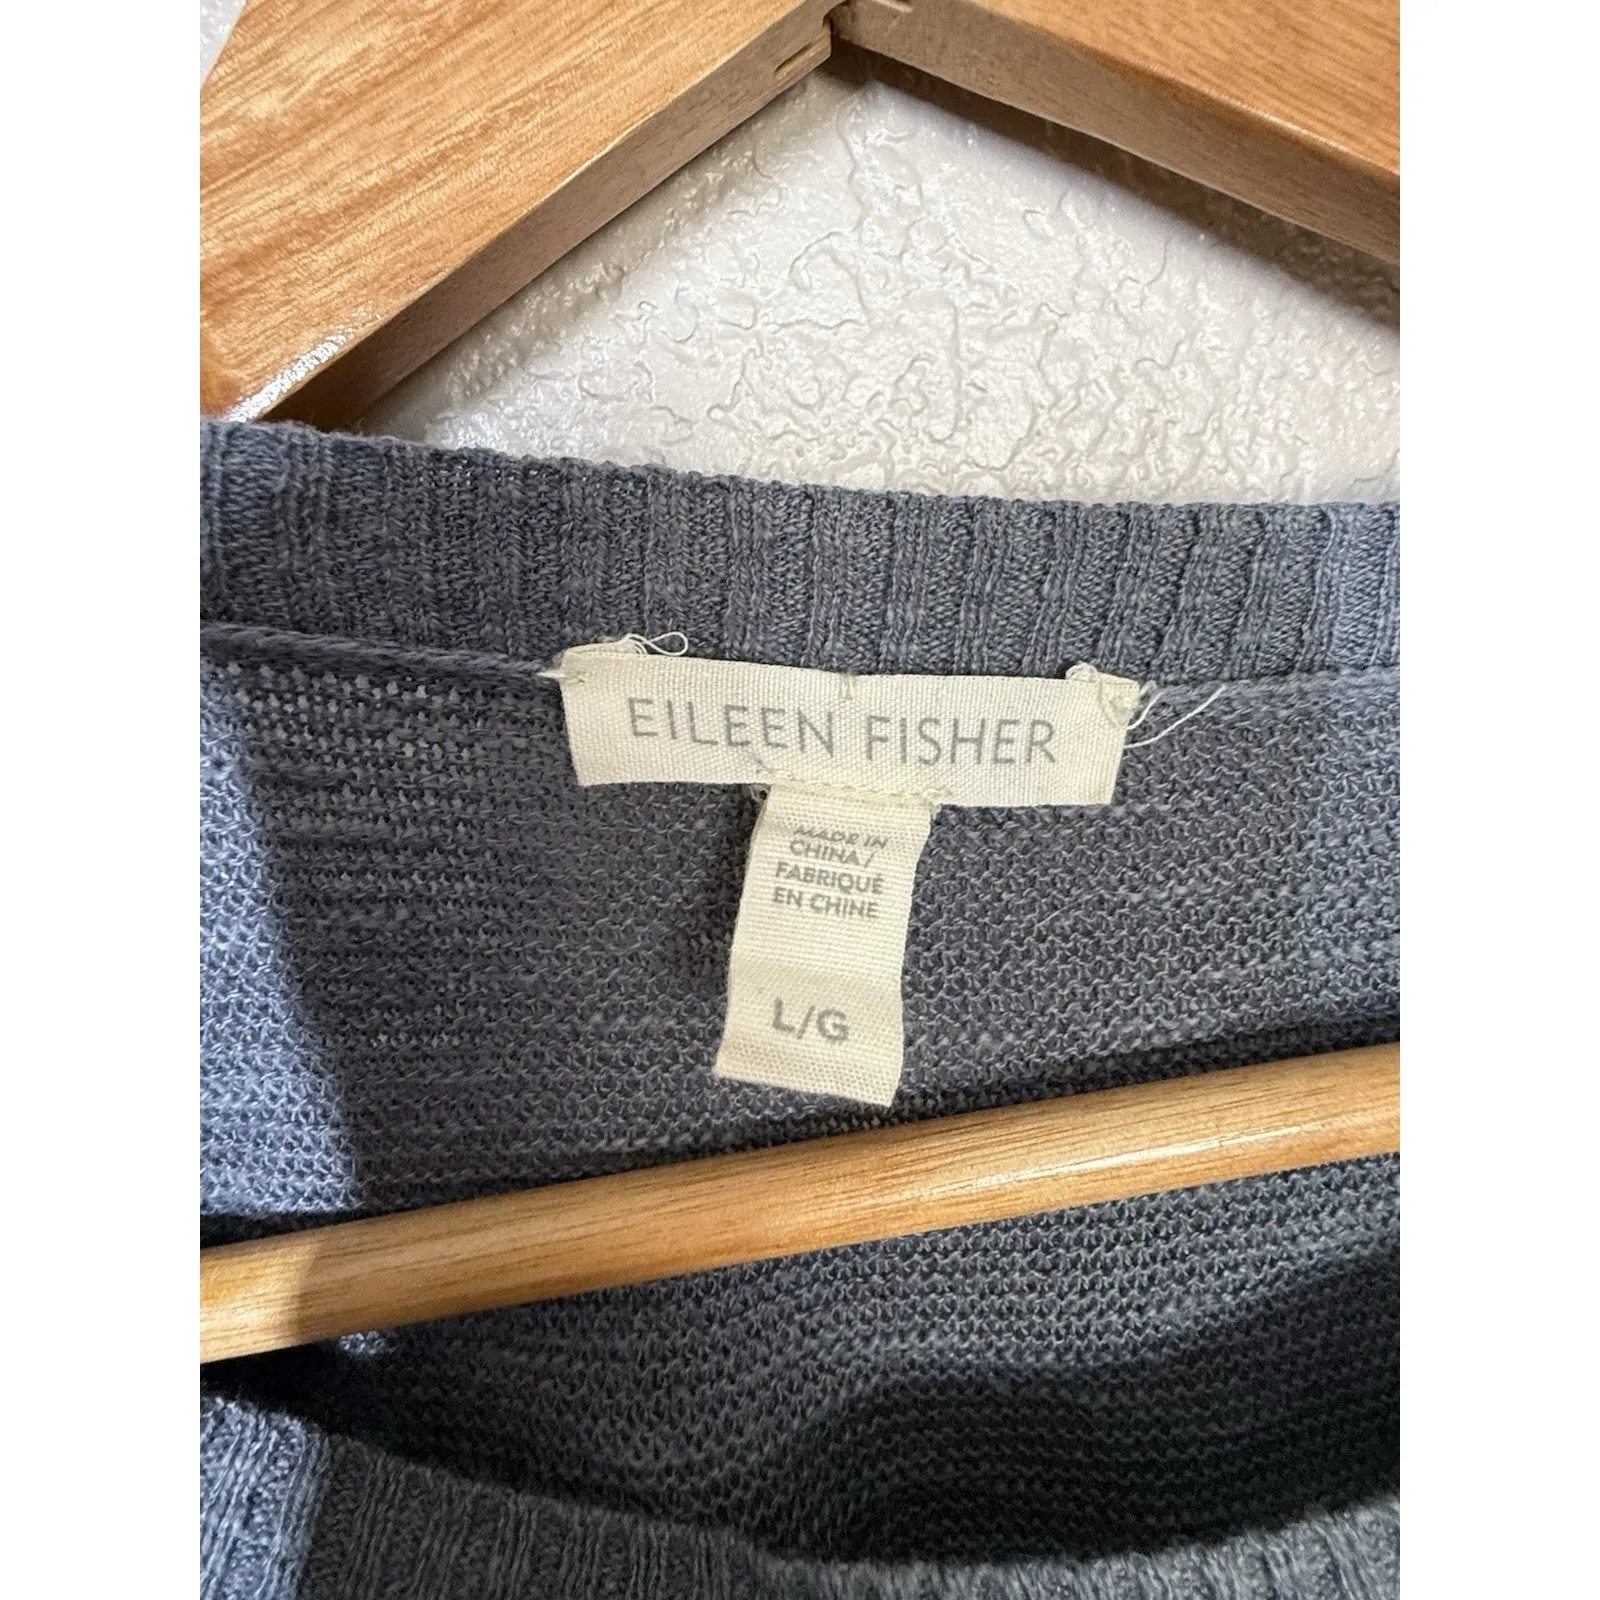 EILEEN FISHER
MADE IN
CHINA/
FABRIQUÉ
EN CHINE
L/G